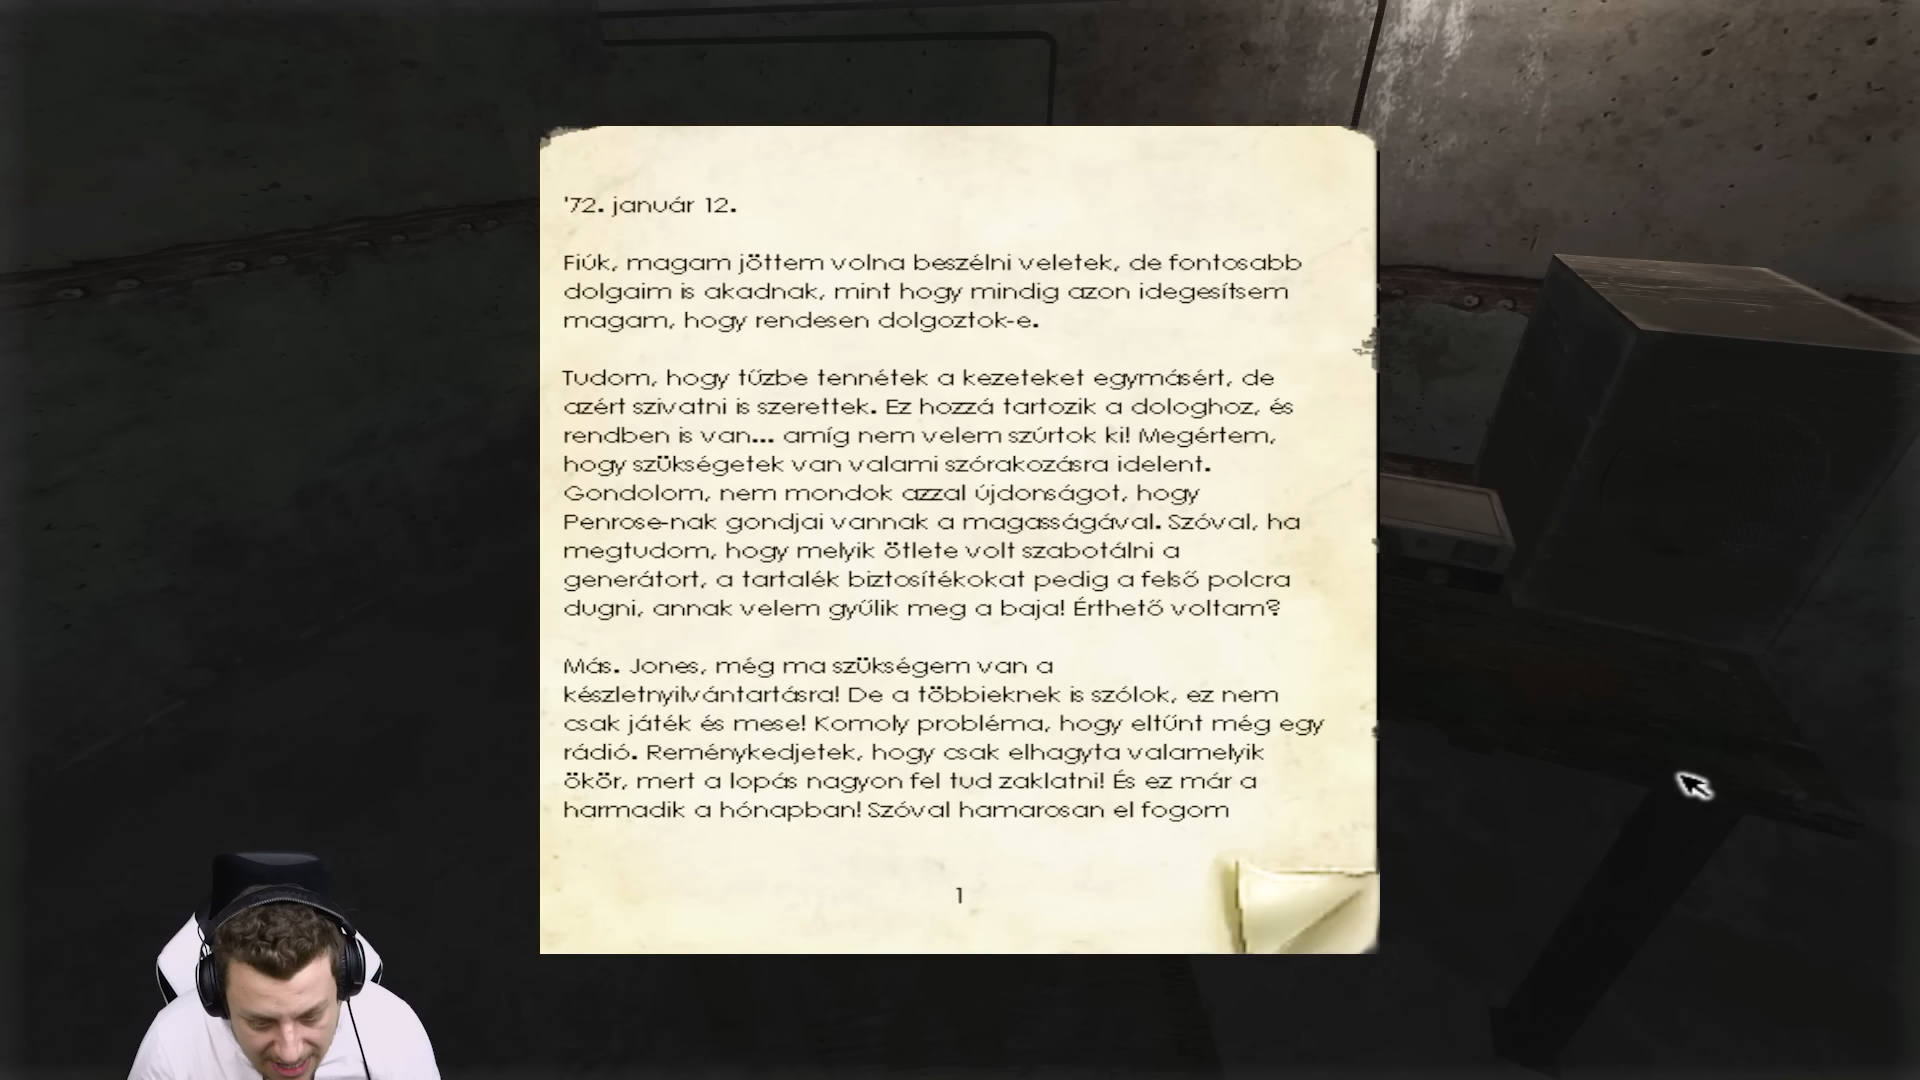 '72. január 12.
Fiúk, magam jöttem volna beszélni veletek, de fontosabb
dolgaim is akadnak, mint hogy mindig azon idegesítsem
magam, hogy rendesen dolgoztok-e.
Tudom, hogy tűzbe tennétek a kezeteket egymásért, de
azért szivatni is szerettek. Ez hozzá tartozik a dologhoz, és
rendben is van... amíg nem velem szúrtok ki! Megértem,
hogy szükségetek van valami szórakozásra idelent.
Gondolom, nem mondok azzal újdonságot, hogy
Penrose-nak gondjai vannak a magasságával. Szóval, ha
megtudom, hogy melyik ötlete volt szabotálni a
generátort, a tartalék biztosítékokat pedig a felső polcra
dugni, annak velem gyűlik meg a baja! Érthető voltam?
Más. Jones, még ma szükségem van a
készletnyilvántartásra! De a többieknek is szólok, ez nem
csak játék és mese! Komoly probléma, hogy eltűnt még egy
rádió. Reménykedjetek, hogy csak elhagyta valamelyik
ökör, mert a lopás nagyon fel tud zaklatni! És ez már a
harmadik a hónapban! Szóval hamarosan el fogom
1